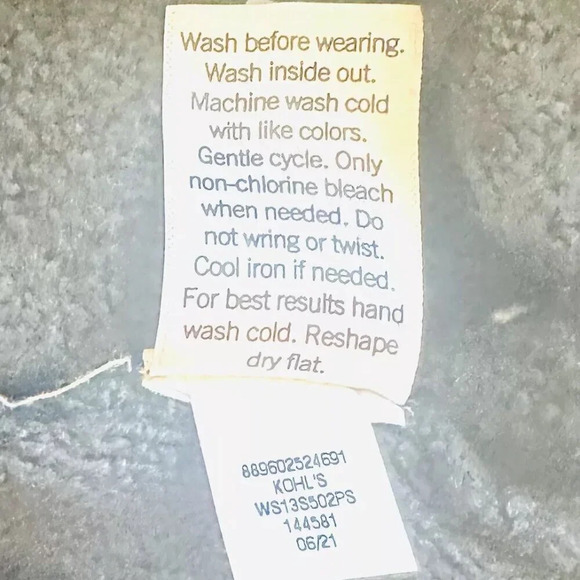 Wash before wearing.
Wash inside out.
Machine wash cold
with like colors.
Gentle cycle. Only
non-chlorine bleach
when needed. Do
not wring or twist.
Cool iron if needed.
For best results hand
wash cold. Reshape
dry flat.
889602524691
KOHL'S
WS13S502PS
144581
06/21